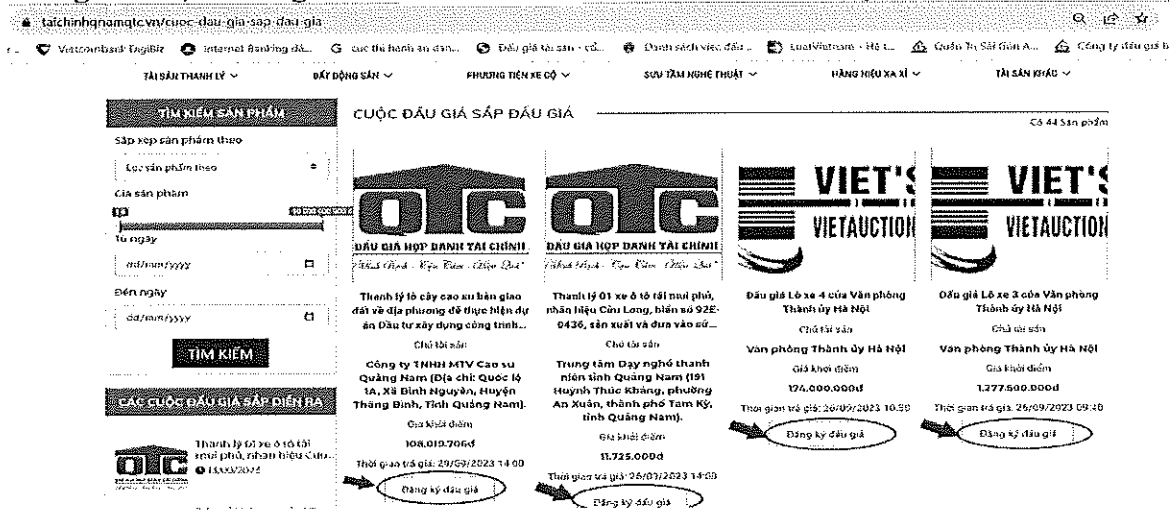 taichinhqnamqtc.vn/cuoc-dau-gia-sap-dau-gia
Vietcombank DigiBiz
Internet Banking dà...
cuc thi hanh an dan...
Đấu giá tài sản - cổ...
Danh sách việc đấu ..
LuatVietnam - Hệ t...
Quản Trị Sài Gòn A...
Công ty đấu giá
TÀI SẢN THANH LÝ
BẤT ĐỘNG SẢN
PHƯƠNG TIỆN XE CỘ
SƯU TẦM NGHỆ THUẬT
HÀNG HIỆU XA XỈ
TÀI SẢN KHÁC
TÌM KIẾM SẢN PHẨM
Sắp xếp sản phẩm theo
Lọc sản phẩm theo
Giá sản phẩm
Từ ngày
dd/mm/yyyy
Đến ngày
dd/mm/yyyy
TÌM KIẾM
CÁC CUỘC ĐẤU GIÁ SẮP DIỄN RA
QTC
Thanh lý 01 xe ô tô tải
mui phủ, nhãn hiệu Cửu...
CUỘC ĐẤU GIÁ SẮP ĐẤU GIÁ
Có 44 Sản phẩm
QTC
ĐẤU GIÁ HỢP DANH TÀI CHÍNH
Thanh lý lô cây cao su bàn giao
đất về địa phương để thực hiện dự
án Đầu tư xây dựng công trình...
Chủ tài sản
Công ty TNHH MTV Cao su
Quảng Nam (Địa chỉ: Quốc lộ
1A, Xã Bình Nguyên, Huyện
Thăng Bình, Tỉnh Quảng Nam).
Giá khởi điểm
108.019.706đ
Thời gian trả giá: 29/09/2023 14:00
Đăng ký đấu giá
QTC
ĐẤU GIÁ HỢP DANH TÀI CHÍNH
Thanh lý 01 xe ô tô tải mui phủ,
nhãn hiệu Cửu Long, biển số 92E-
0436, sản xuất và đưa vào sử...
Chủ tài sản
Trung tâm Dạy nghề thanh
niên tỉnh Quảng Nam (191
Huỳnh Thúc Kháng, phường
An Xuân, thành phố Tam Kỳ,
tỉnh Quảng Nam).
Giá khởi điểm
11.725.000đ
Thời gian trả giá: 26/09/2023 14:00
Đăng ký đấu giá
VIET'S
VIETAUCTION
Đấu giá Lô xe 4 của Văn phòng
Thành ủy Hà Nội
Chủ tài sản
Văn phòng Thành ủy Hà Nội
Giá khởi điểm
174.000.000đ
Thời gian trả giá: 26/09/2023 10:30
Đăng ký đấu giá
VIET'S
VIETAUCTION
Đấu giá Lô xe 3 của Văn phòng
Thành ủy Hà Nội
Chủ tài sản
Văn phòng Thành ủy Hà Nội
Giá khởi điểm
1.277.500.000đ
Thời gian trả giá: 26/09/2023 09:30
Đăng ký đấu giá